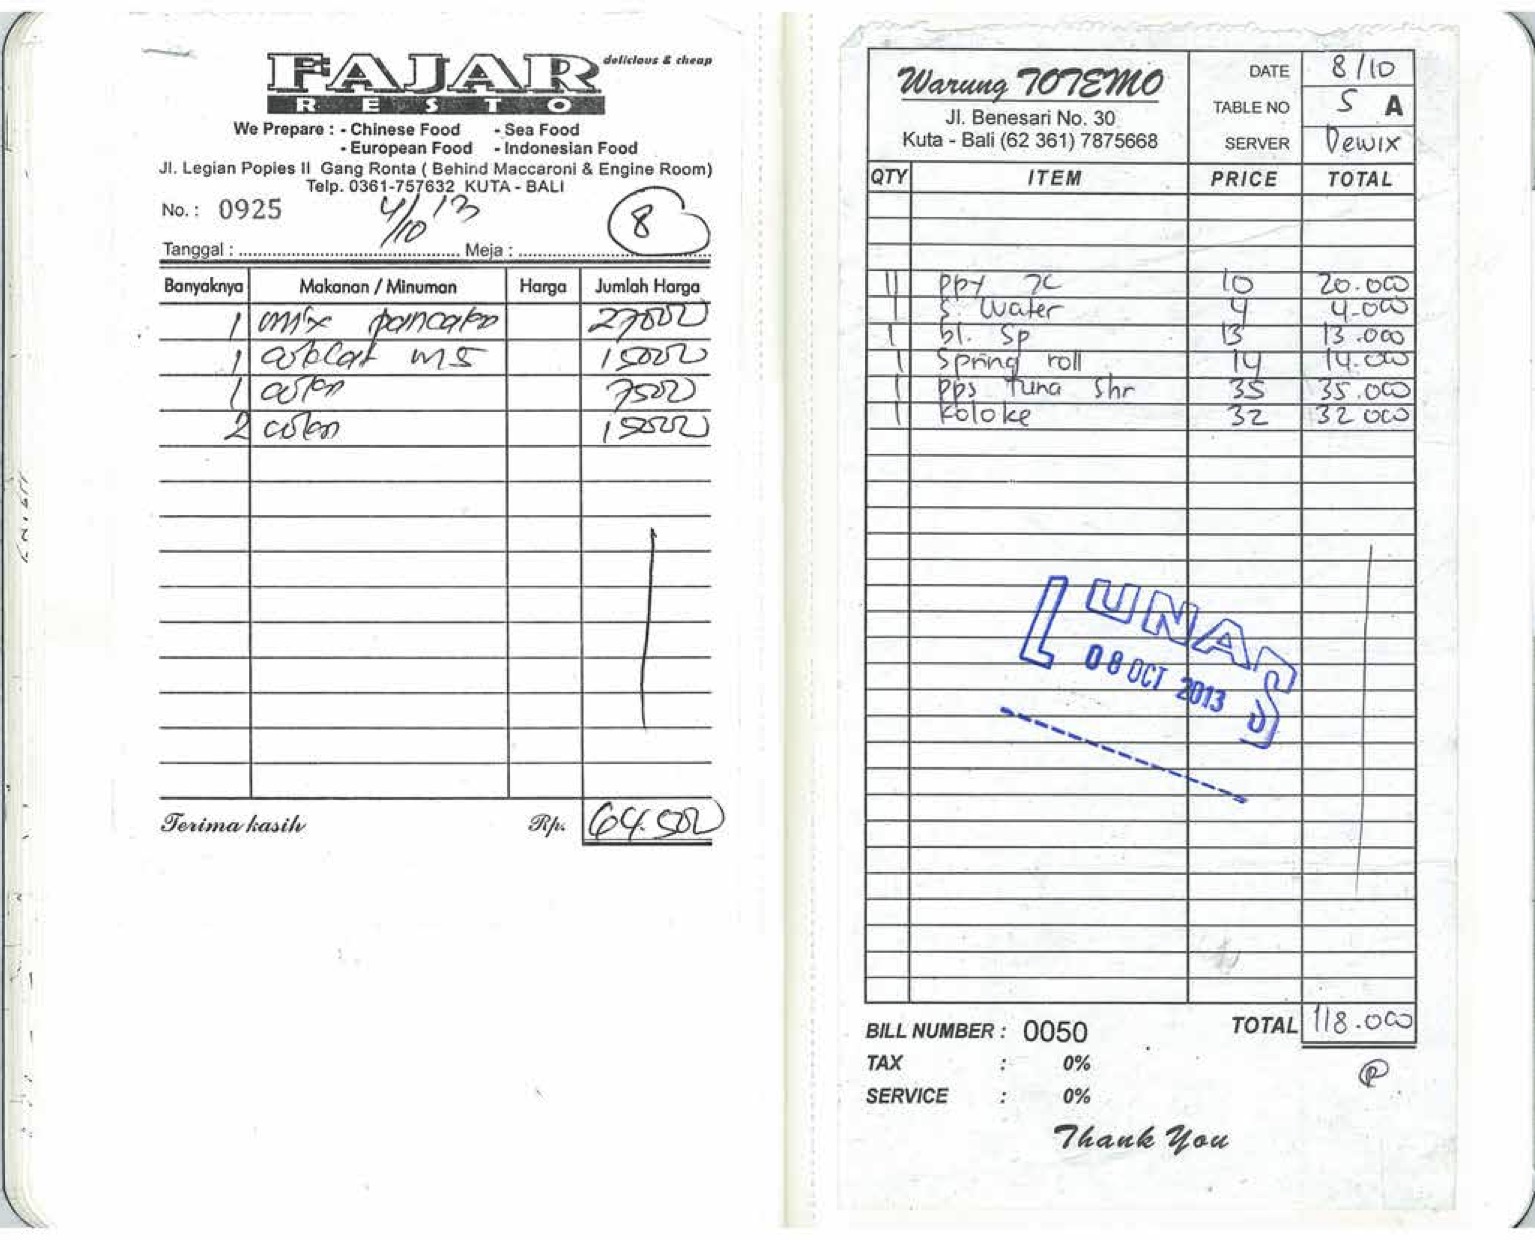 FAJAR delicious & cheap
RESTO
We Prepare : - Chinese Food - Sea Food
- European Food - Indonesian Food
Jl. Legian Popies II Gang Ronta ( Behind Maccaroni & Engine Room)
Telp. 0361-757632 KUTA - BALI
No. : 0925 4/10 13 8
Tanggal : Meja :
Banyaknya Makanan / Minuman Harga Jumlah Harga
1 mix pancake 27000
1 15000
1 7500
2 15000
Terima kasih Rp. 64.500
Warung TOTEMO
Jl. Benesari No. 30
Kuta - Bali (62 361) 7875668
DATE 8/10
TABLE NO 5 A
SERVER Dewix
QTY ITEM PRICE TOTAL
11 ppy 10 20.000
1 S. Water 4 4.000
1 bl. Sp 13 13.000
1 Spring roll 14 14.000
1 pps tuna Shr 35 35.000
1 Koloke 32 32 000
LUNAS
08 OCT 2013
TOTAL 118.000
BILL NUMBER : 0050
TAX : 0%
SERVICE : 0%
Thank You